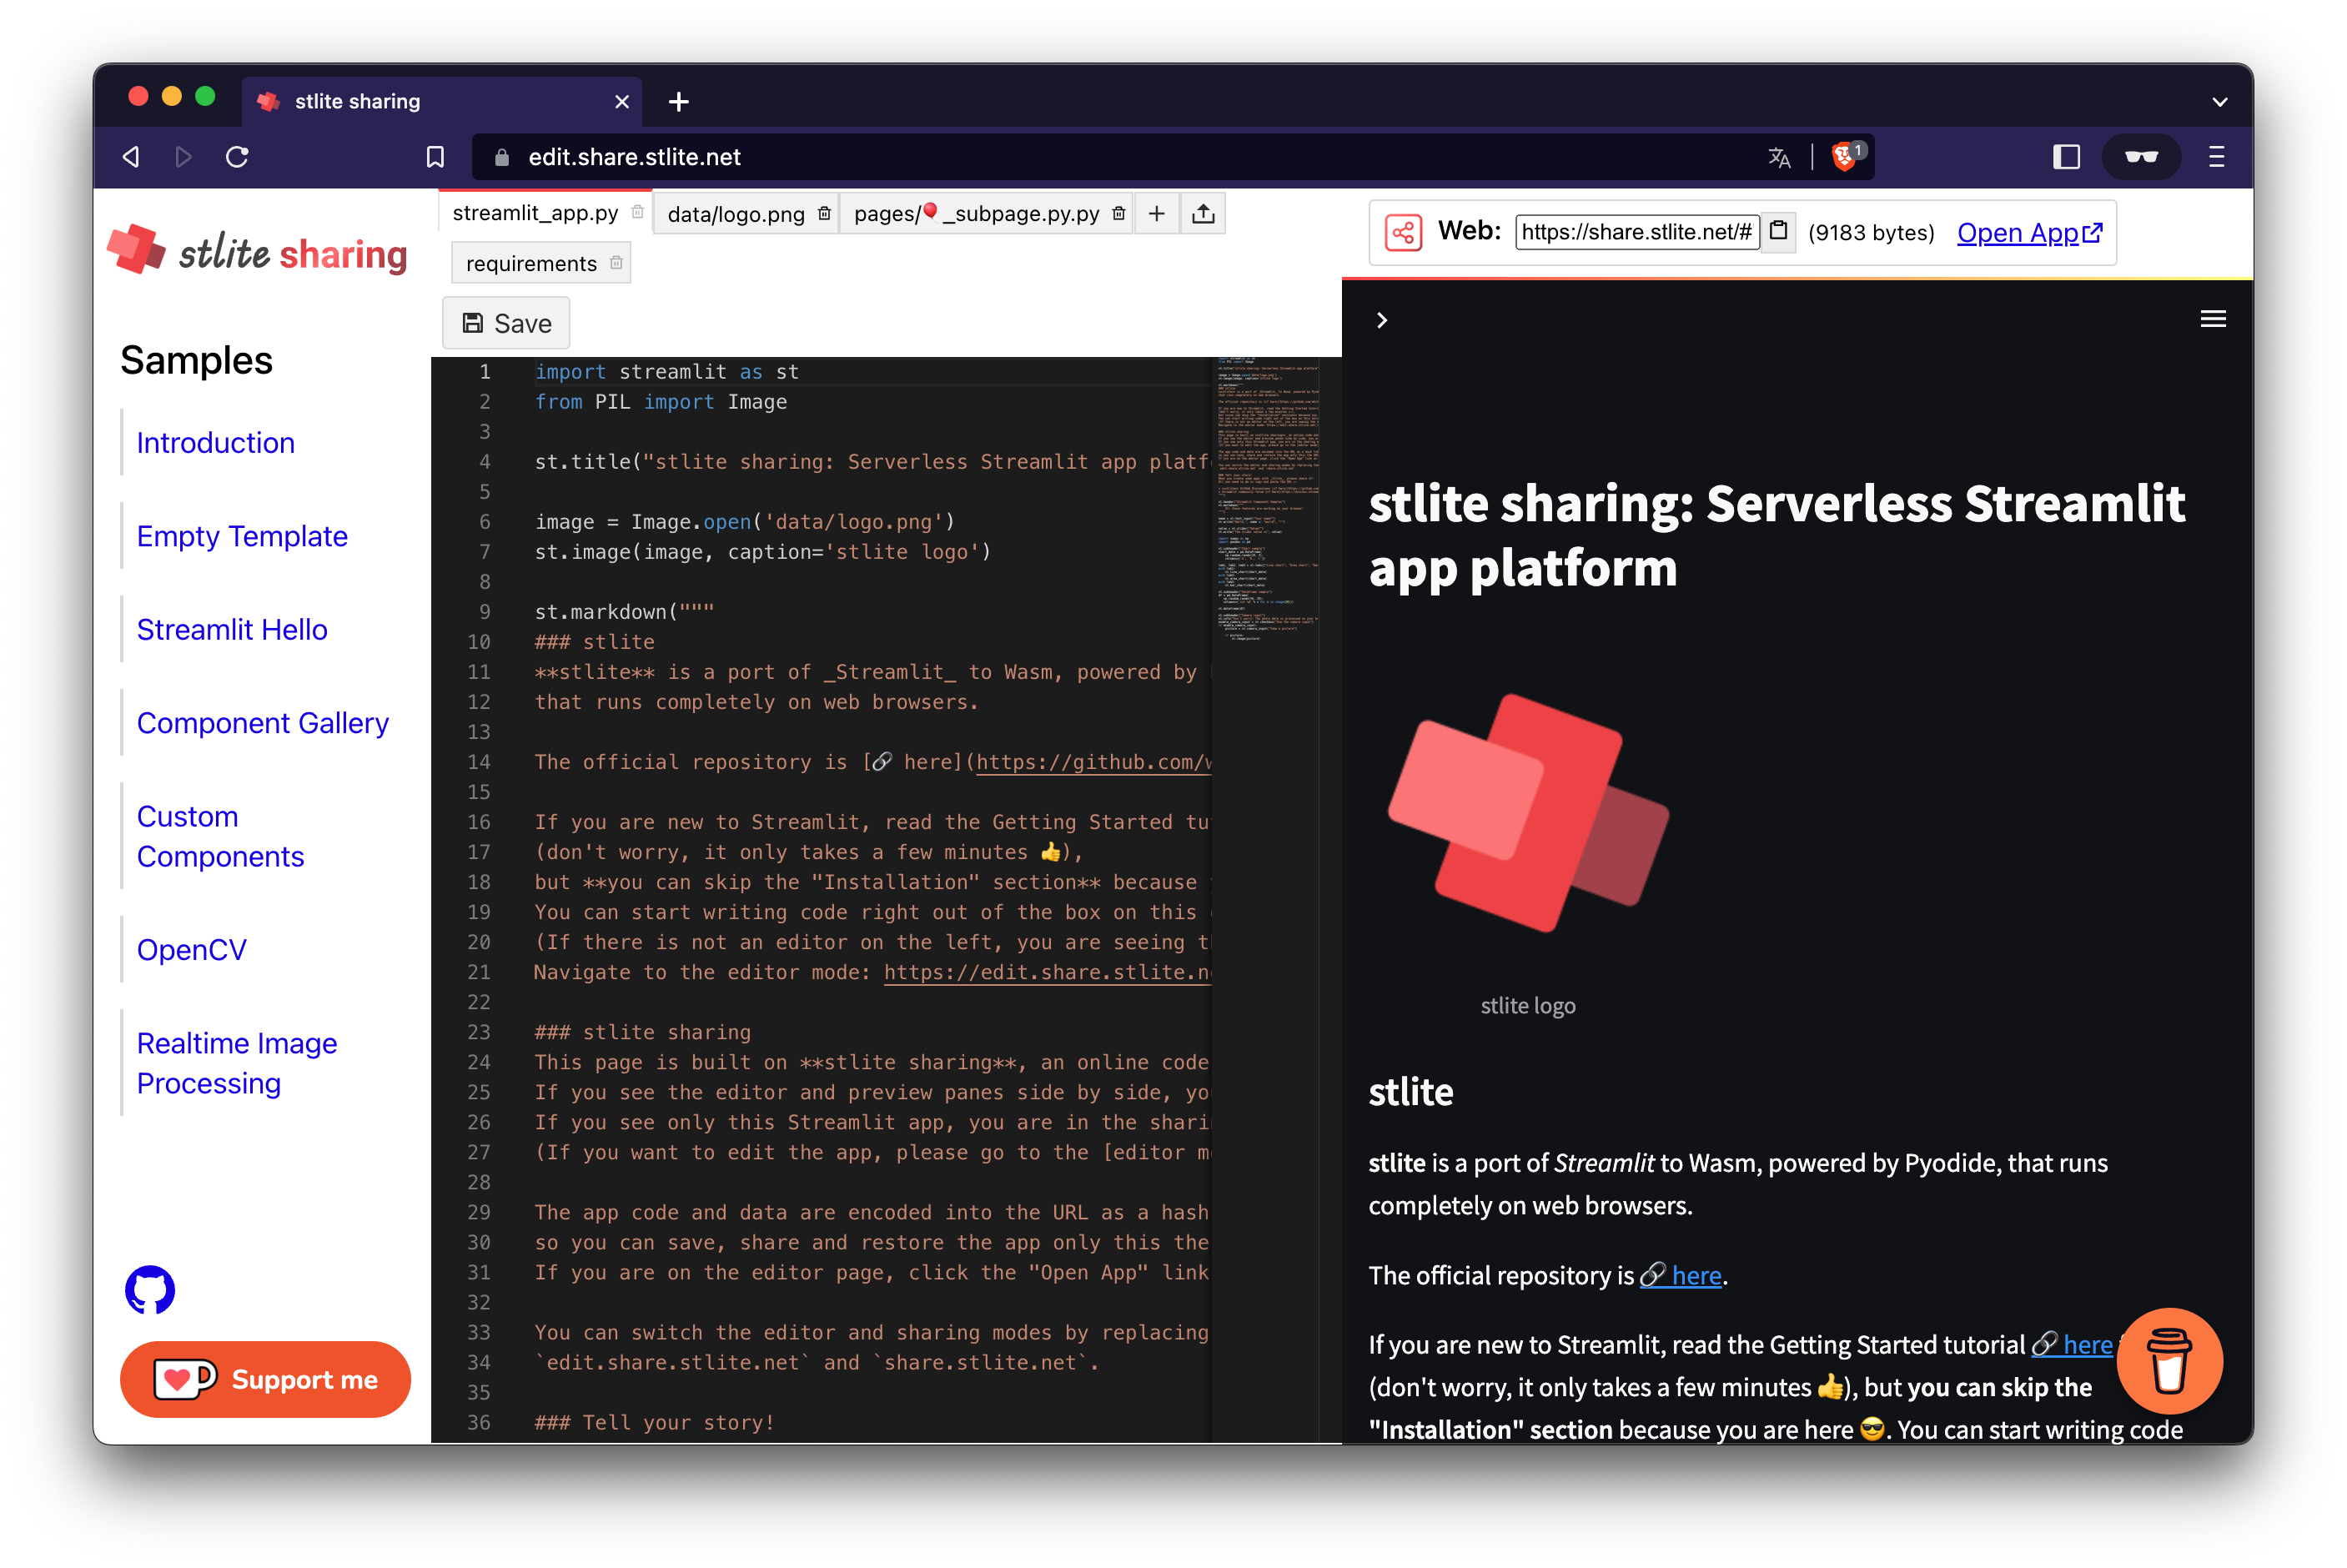 stlite sharing
edit.share.stlite.net
1
stlite sharing
Samples
Introduction
Empty Template
Streamlit Hello
Component Gallery
Custom
Components
OpenCV
Realtime Image
Processing
Support me
streamlit_app.py
data/logo.png
pages/🎈_subpage.py.py
requirements
Save
1 import streamlit as st
2 from PIL import Image
3
4 st.title("stlite sharing: Serverless Streamlit app platf
5
6 image = Image.open('data/logo.png')
7 st.image(image, caption='stlite logo')
8
9 st.markdown("""
10 ### stlite
11 **stlite** is a port of _Streamlit_ to Wasm, powered by
12 that runs completely on web browsers.
13
14 The official repository is [🔗 here](https://github.com/w
15
16 If you are new to Streamlit, read the Getting Started tu
17 (don't worry, it only takes a few minutes 👍),
18 but **you can skip the "Installation" section** because
19 You can start writing code right out of the box on this
20 (If there is not an editor on the left, you are seeing t
21 Navigate to the editor mode: https://edit.share.stlite.n
22
23 ### stlite sharing
24 This page is built on **stlite sharing**, an online code
25 If you see the editor and preview panes side by side, yo
26 If you see only this Streamlit app, you are in the shari
27 (If you want to edit the app, please go to the [editor m
28
29 The app code and data are encoded into the URL as a hash
30 so you can save, share and restore the app only this the
31 If you are on the editor page, click the "Open App" link
32
33 You can switch the editor and sharing modes by replacing
34 `edit.share.stlite.net` and `share.stlite.net`.
35
36 ### Tell your story!
Web: https://share.stlite.net/# (9183 bytes) Open App
stlite sharing: Serverless Streamlit
app platform
stlite logo
stlite
stlite is a port of Streamlit to Wasm, powered by Pyodide, that runs
completely on web browsers.
The official repository is 🔗 here.
If you are new to Streamlit, read the Getting Started tutorial 🔗 here
(don't worry, it only takes a few minutes 👍), but you can skip the
"Installation" section because you are here 😎. You can start writing code